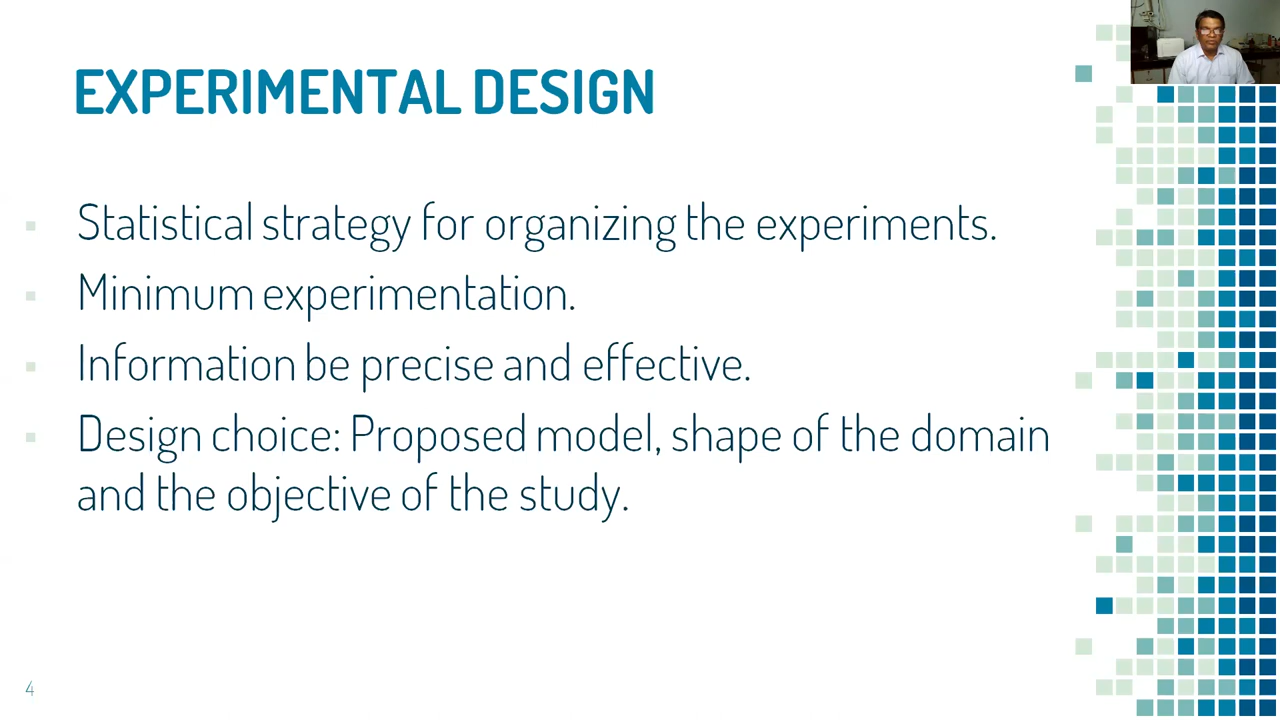 EXPERIMENTAL DESIGN
Statistical strategy for organizing the experiments.
Minimum experimentation.
Information be precise and effective.
Design choice: Proposed model, shape of the domain
and the objective of the study.
4